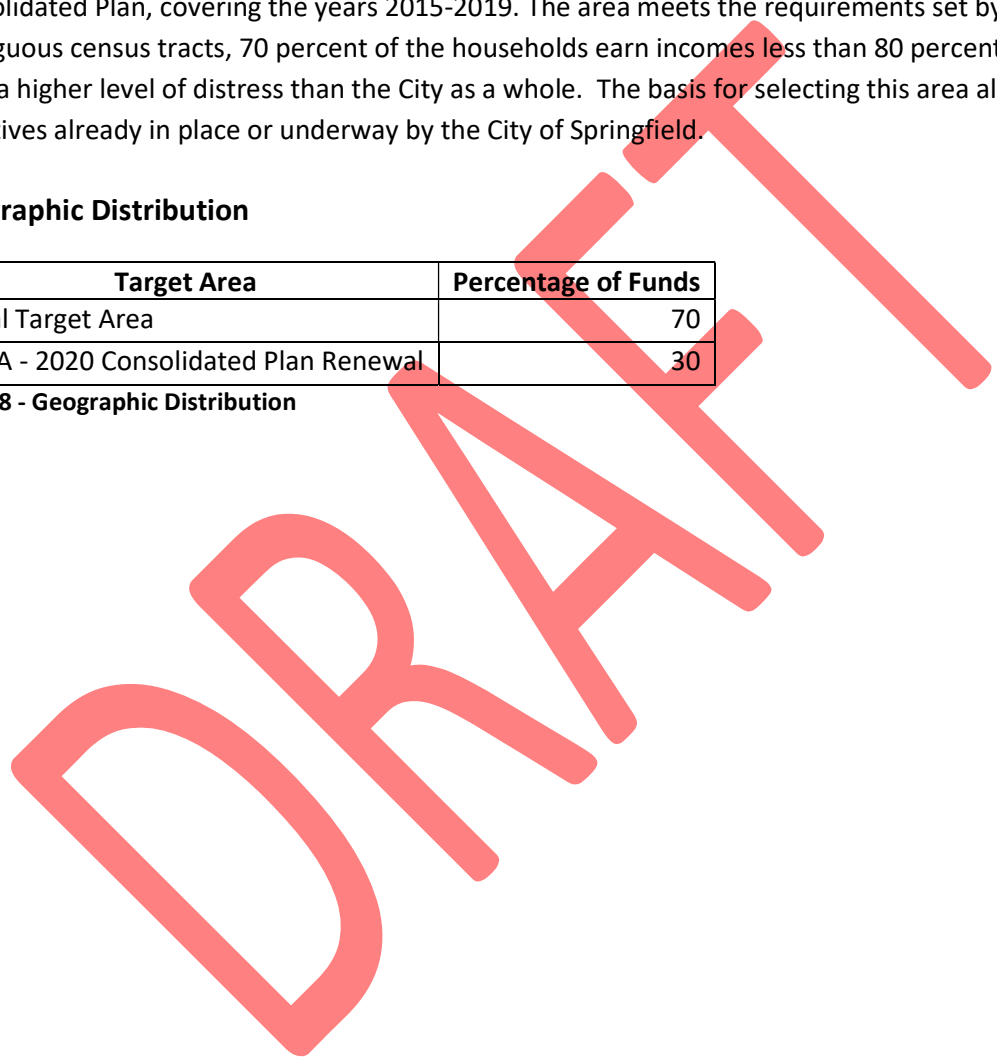 olidated Plan, covering the years 2015-2019. The area meets the requirements set by
guous census tracts, 70 percent of the households earn incomes less than 80 percent
a higher level of distress than the City as a whole.  The basis for selecting this area al
tives already in place or underway by the City of Springfield.
raphic Distribution
Target Area Percentage of Funds
l Target Area 70
A - 2020 Consolidated Plan Renewal 30
8 - Geographic Distribution
DRAFT